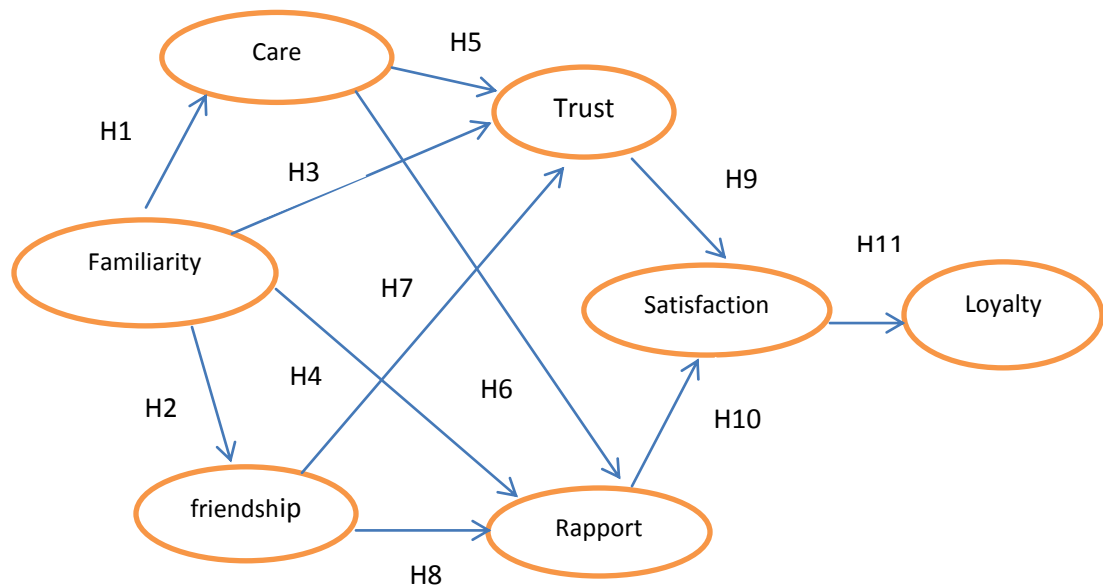 Care
H5
Trust
H1
H3
H9
Familiarity
H11
H7
Satisfaction
Loyalty
H4
H6
H2
H10
friendship
Rapport
H8